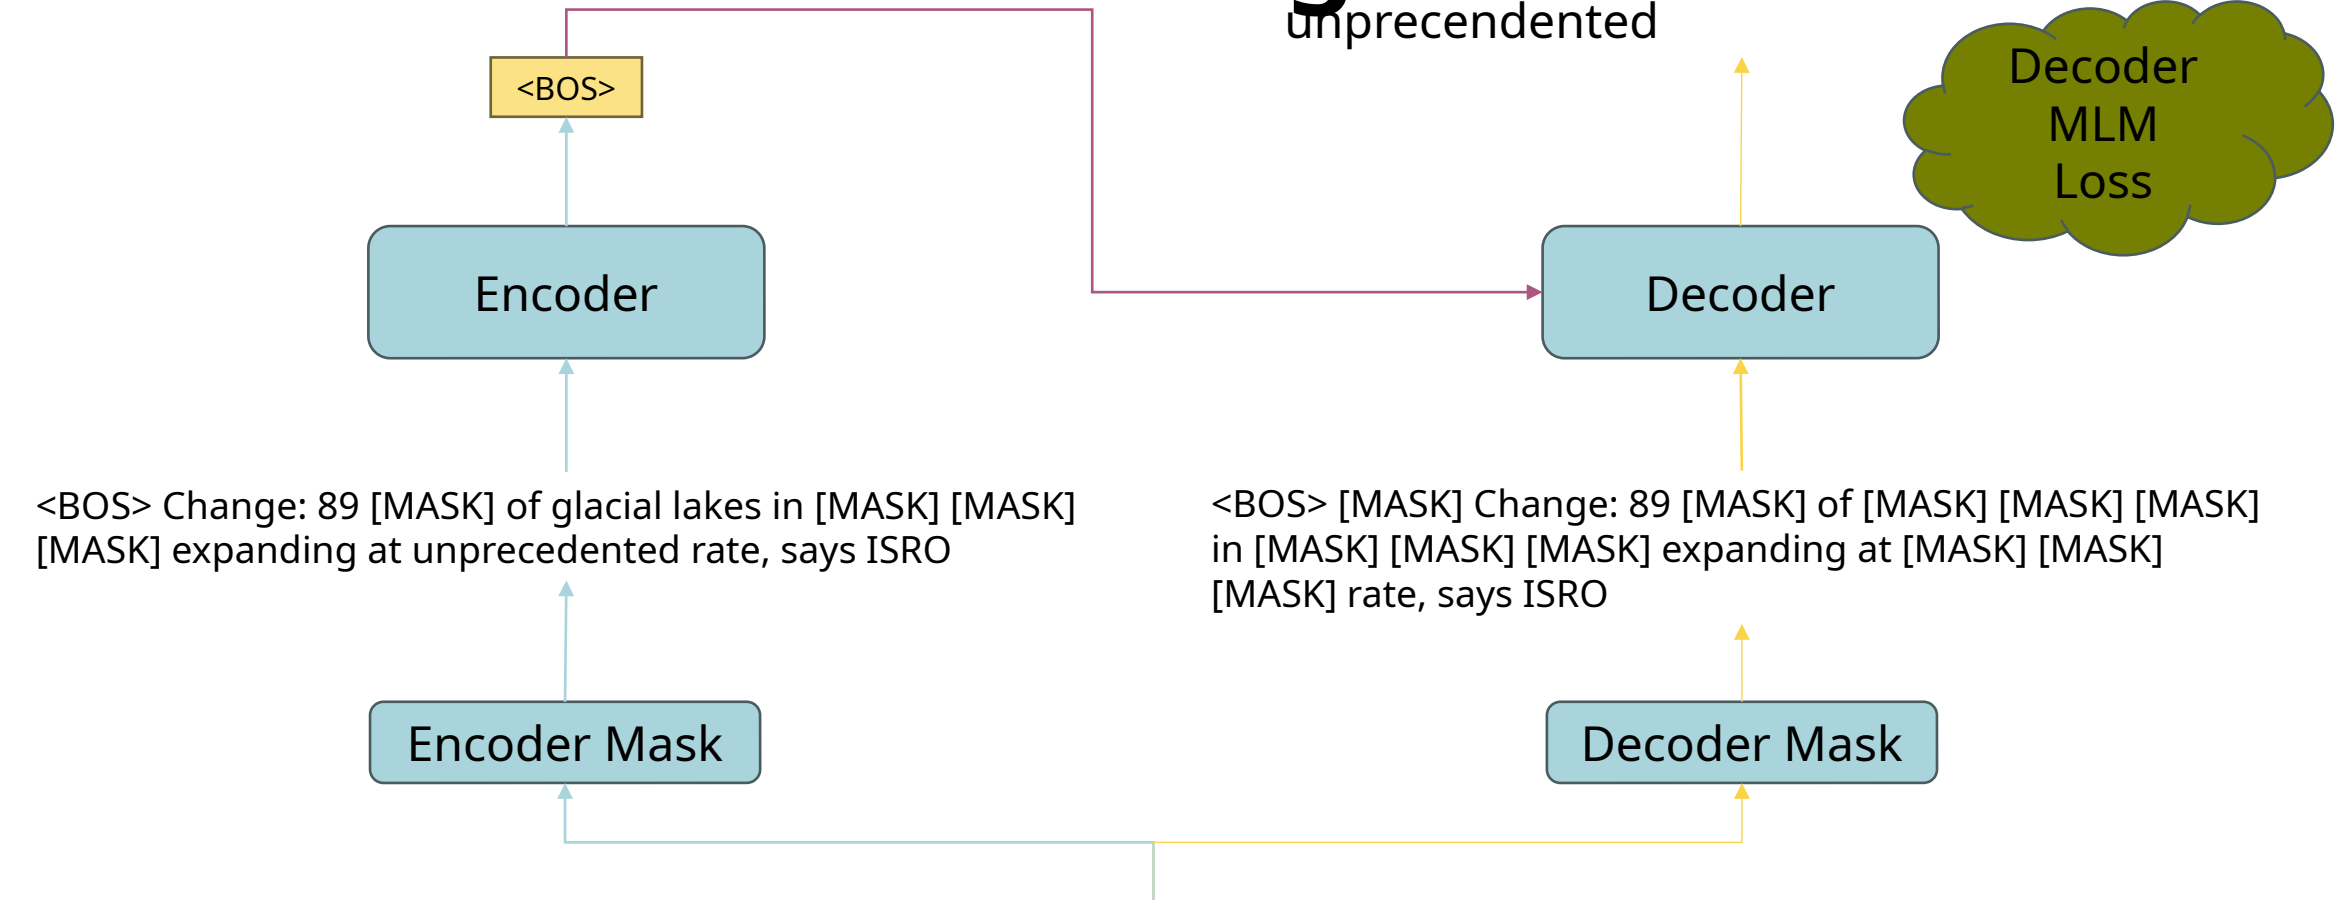 unprecendented
<BOS>
Decoder
MLM
Loss
Encoder
Decoder
<BOS> Change: 89 [MASK] of glacial lakes in [MASK] [MASK]
[MASK] expanding at unprecedented rate, says ISRO
<BOS> [MASK] Change: 89 [MASK] of [MASK] [MASK] [MASK]
in [MASK] [MASK] [MASK] expanding at [MASK] [MASK]
[MASK] rate, says ISRO
Encoder Mask
Decoder Mask